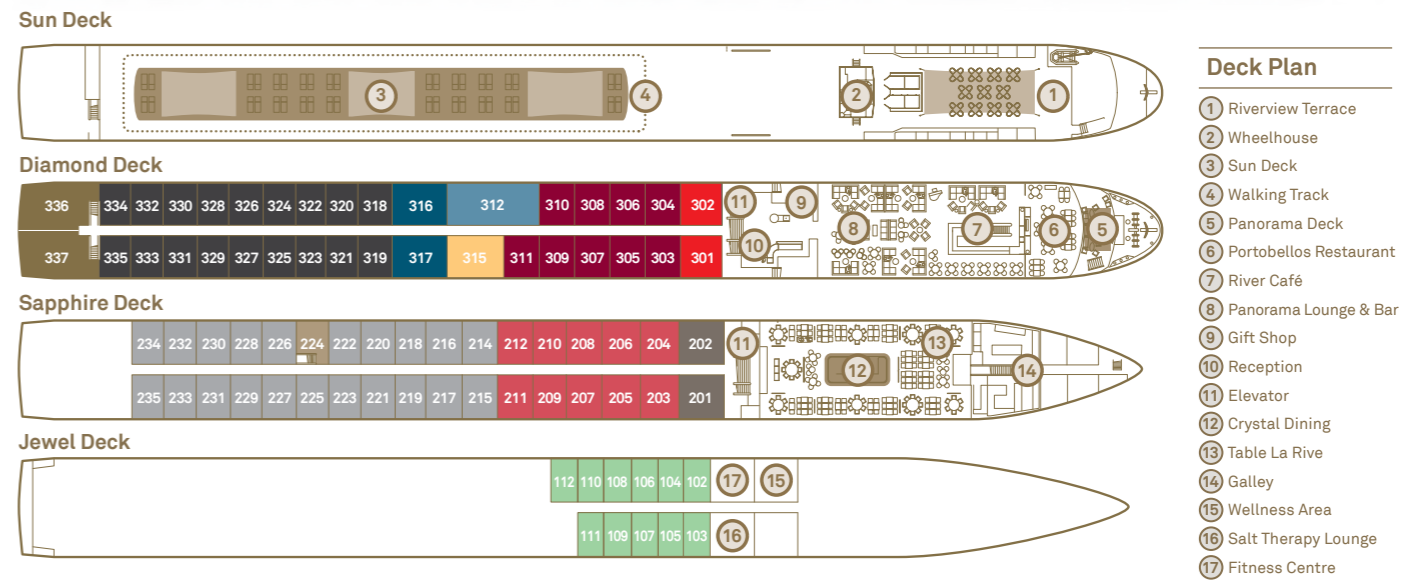 Sun Deck
3
4
2
1
Diamond Deck
336 334 332 330 328 326 324 322 320 318 316 312 310 308 306 304 302
11
9
8
7
6
5
10
337 335 333 331 329 327 325 323 321 319 317 315 311 309 307 305 303 301
Sapphire Deck
234 232 230 228 226 224 222 220 218 216 214 212 210 208 206 204 202
11
13
12
14
235 233 231 229 227 225 223 221 219 217 215 211 209 207 205 203 201
Jewel Deck
112 110 108 106 104 102
17
15
111 109 107 105 103
16
Deck Plan
1 Riverview Terrace
2 Wheelhouse
3 Sun Deck
4 Walking Track
5 Panorama Deck
6 Portobellos Restaurant
7 River Café
8 Panorama Lounge & Bar
9 Gift Shop
10 Reception
11 Elevator
12 Crystal Dining
13 Table La Rive
14 Galley
15 Wellness Area
16 Salt Therapy Lounge
17 Fitness Centre